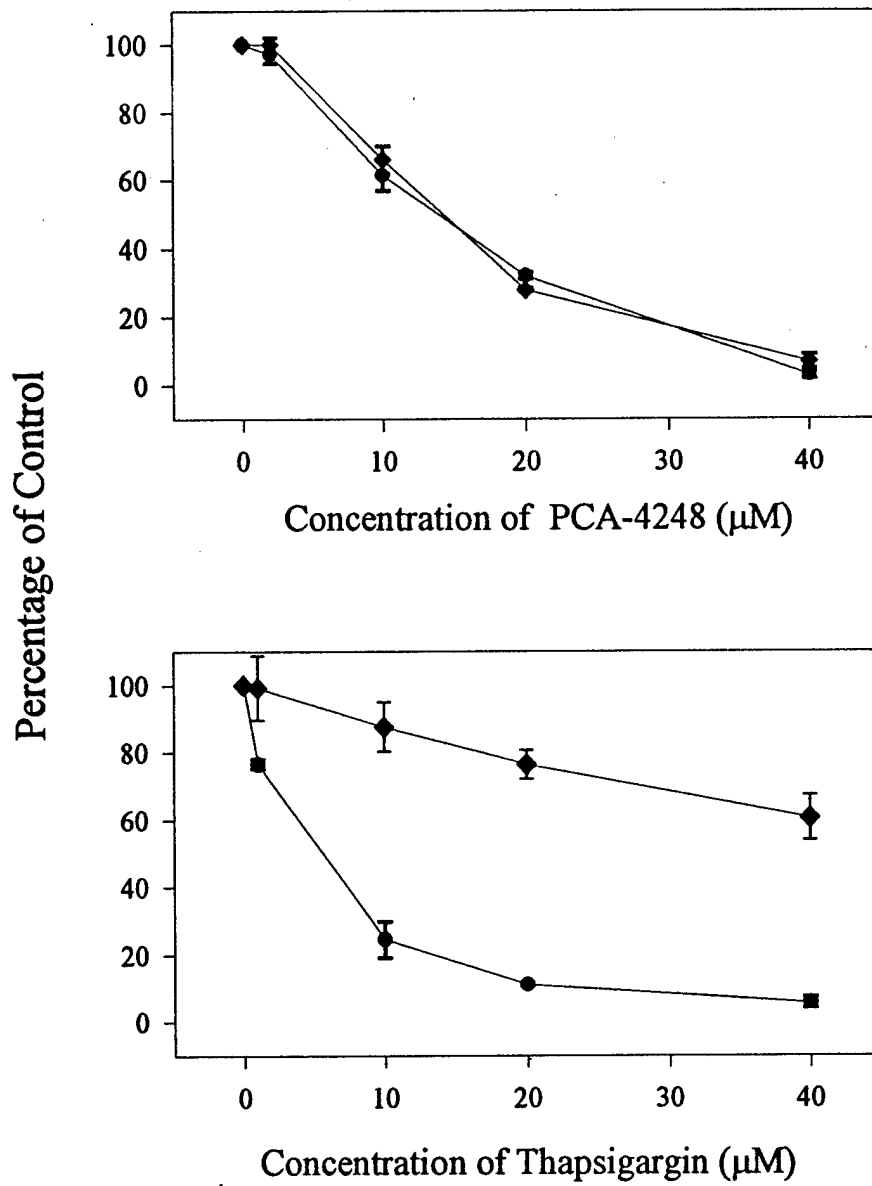 Percentage of Control
100
80
60
40
20
0
0 10 20 30 40
Concentration of PCA-4248 (μM)
100
80
60
40
20
0
0 10 20 30 40
Concentration of Thapsigargin (μM)